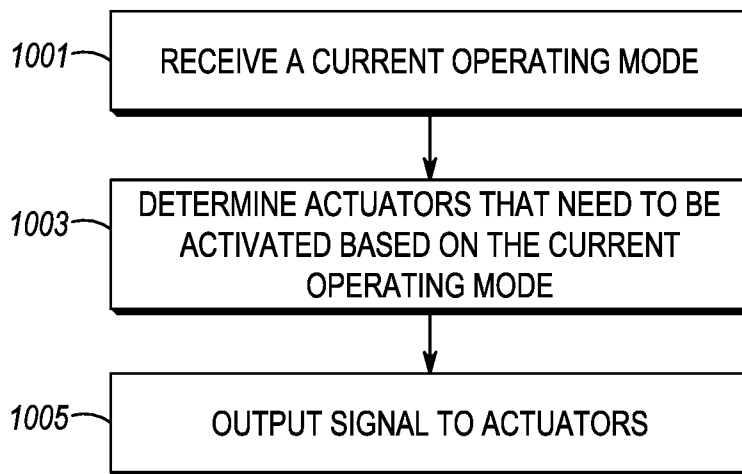 1001
RECEIVE A CURRENT OPERATING MODE
1003
DETERMINE ACTUATORS THAT NEED TO BE
ACTIVATED BASED ON THE CURRENT
OPERATING MODE
1005
OUTPUT SIGNAL TO ACTUATORS